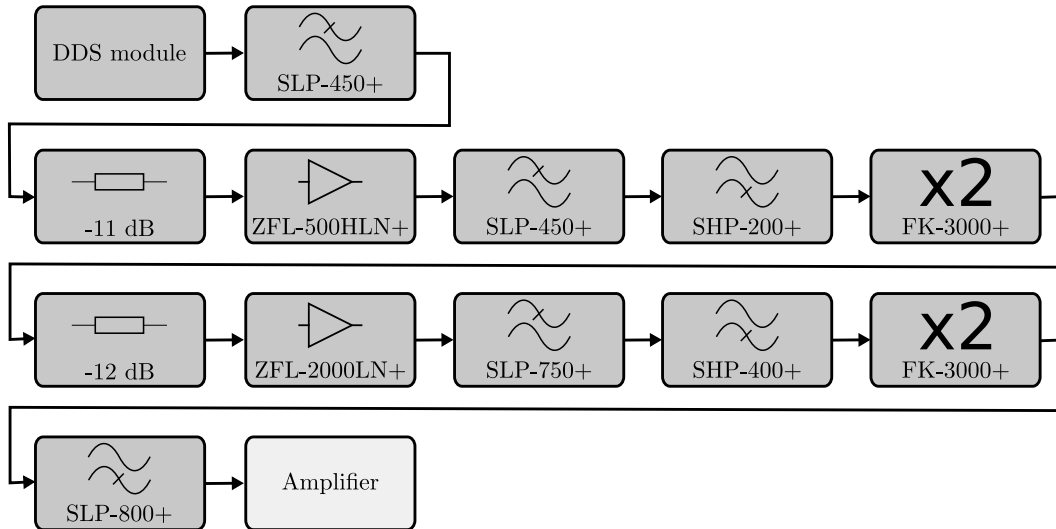 DDS module
SLP-450+
-11 dB
ZFL-500HLN+
SLP-450+
SHP-200+
x2
FK-3000+
-12 dB
ZFL-2000LN+
SLP-750+
SHP-400+
x2
FK-3000+
SLP-800+
Amplifier